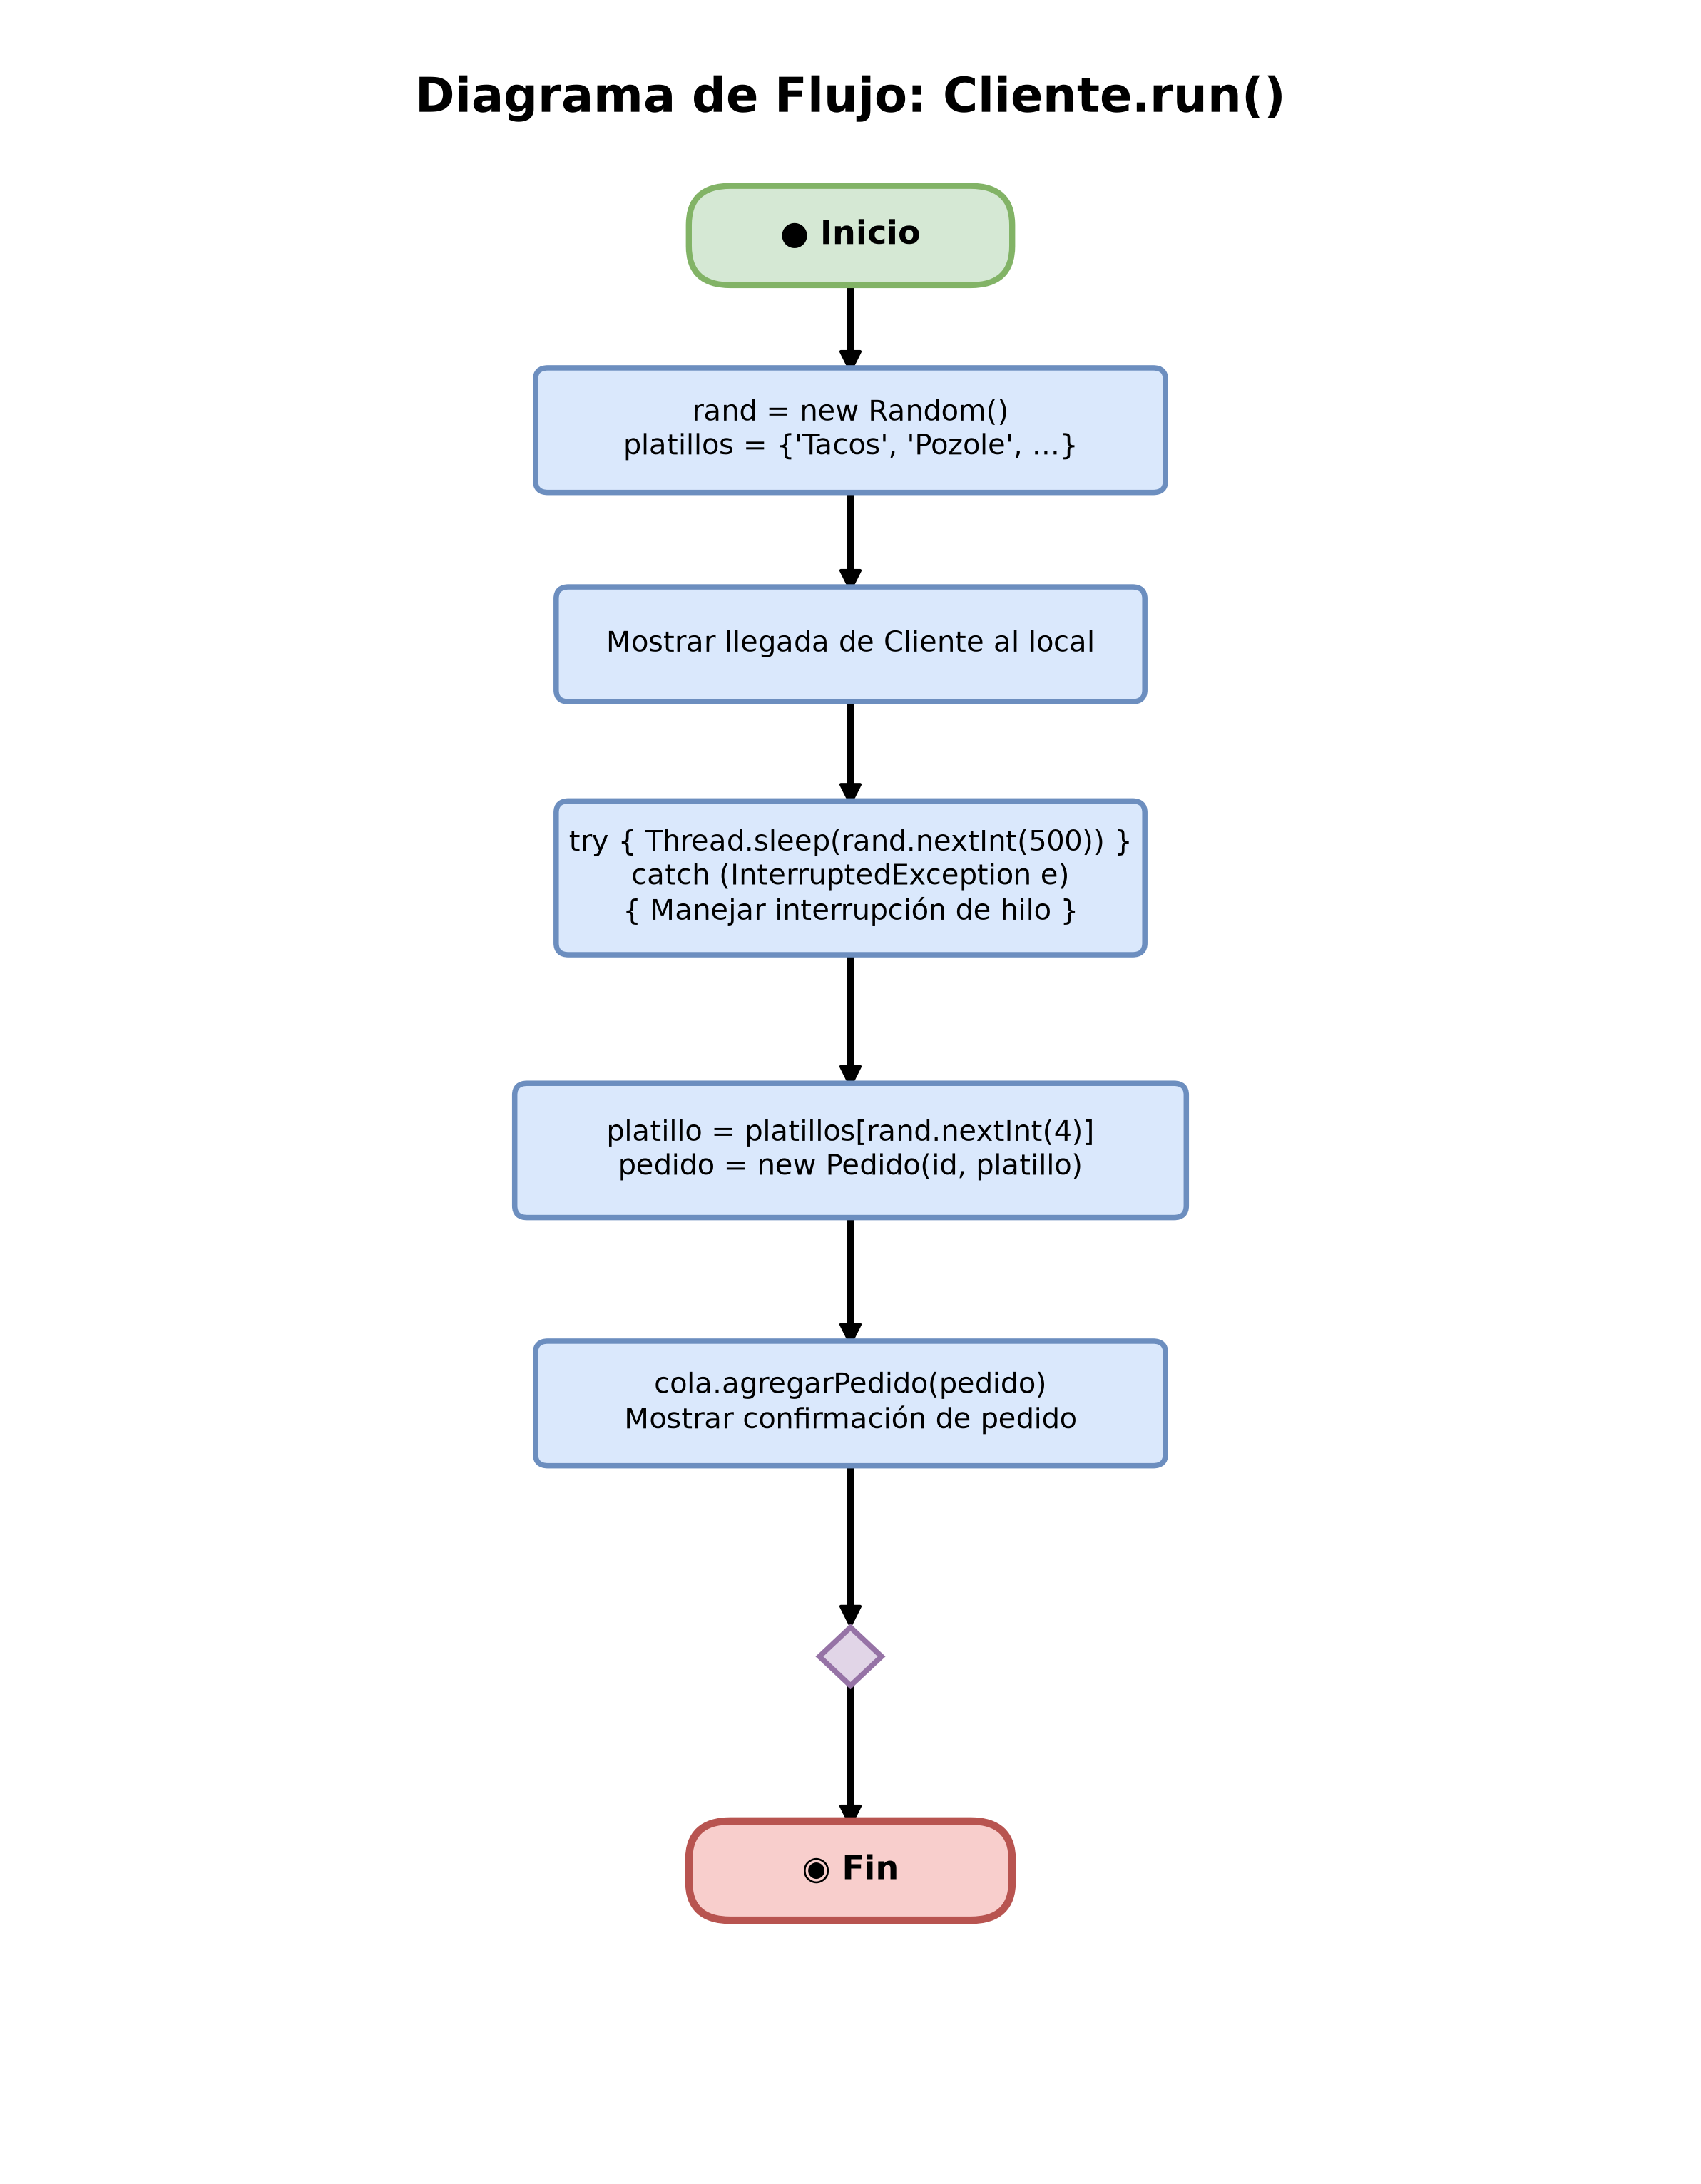 Diagrama de Flujo: Cliente.run()
● Inicio
rand = new Random()
platillos = {'Tacos', 'Pozole', ...}
Mostrar llegada de Cliente al local
try { Thread.sleep(rand.nextInt(500)) }
catch (InterruptedException e)
{ Manejar interrupción de hilo }
platillo = platillos[rand.nextInt(4)]
pedido = new Pedido(id, platillo)
cola.agregarPedido(pedido)
Mostrar confirmación de pedido
◉ Fin